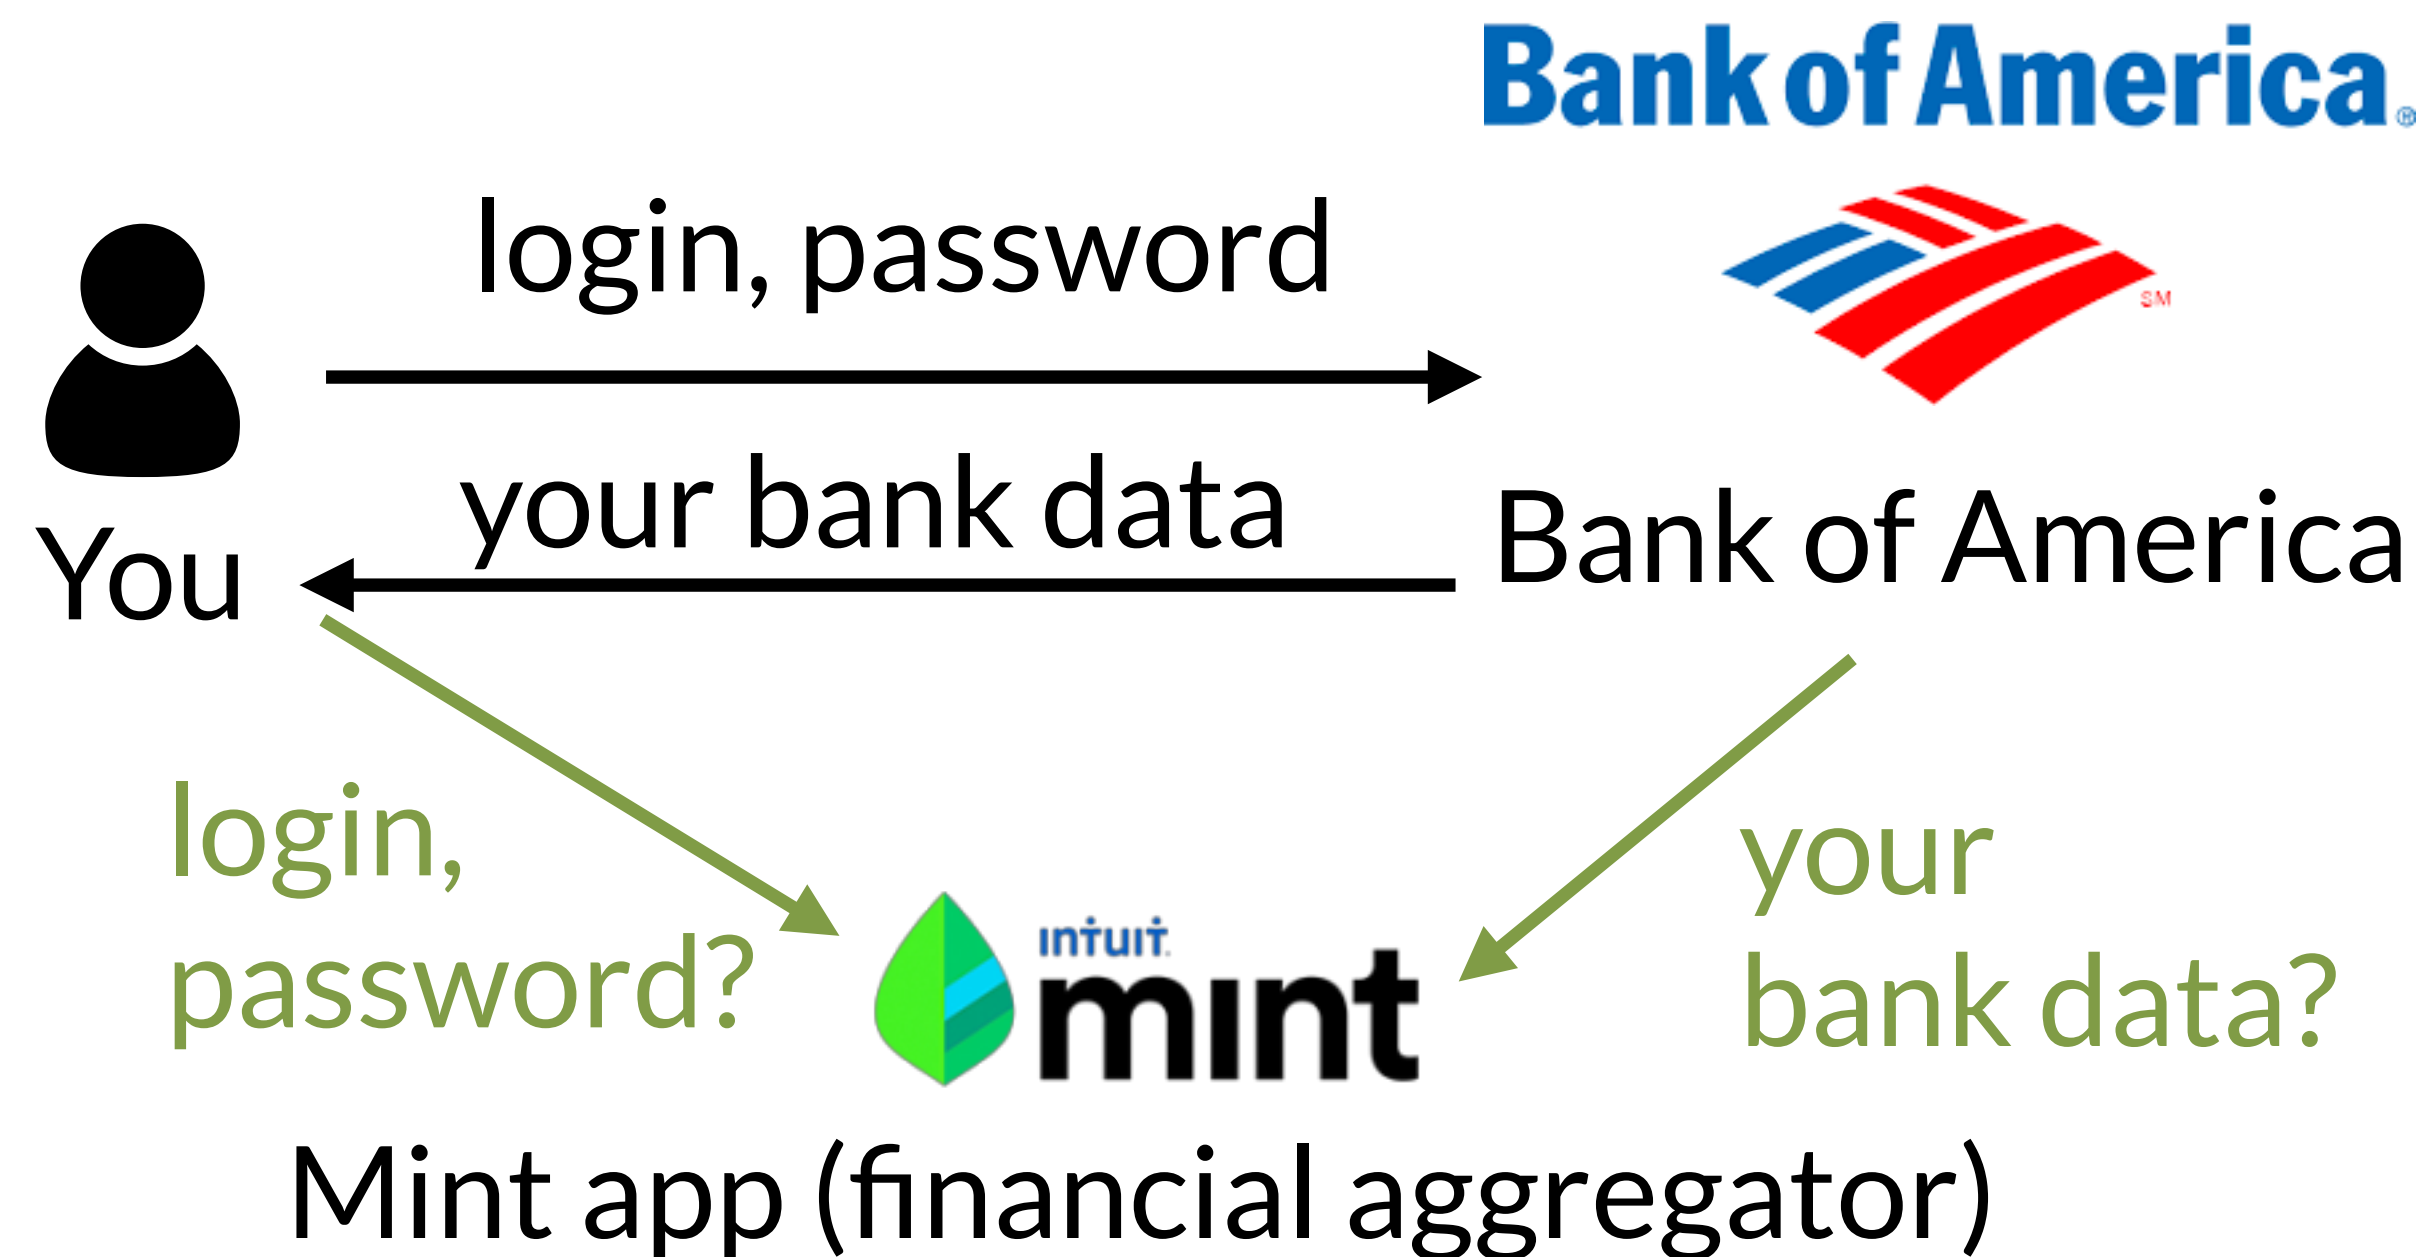 Bank of America®
login, password
SM
your bank data
You
Bank of America
login,
password?
your
bank data?
intuit
mint
Mint app (financial aggregator)